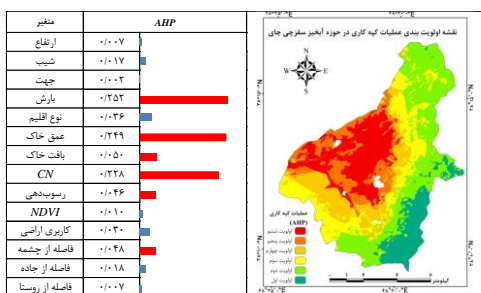 متغیر AHP
ارتفاع ۰/۰۰۷
شیب ۰/۰۱۷
جهت ۰/۰۰۲
بارش ۰/۲۵۲
نوع اقلیم ۰/۰۳۶
عمق خاک ۰/۲۴۹
بافت خاک ۰/۰۵۰
CN ۰/۲۲۸
رسوب‌دهی ۰/۰۴۶
NDVI ۰/۰۱۰
کاربری اراضی ۰/۰۳۰
فاصله از چشمه ۰/۰۴۸
فاصله از جاده ۰/۰۱۸
فاصله از روستا ۰/۰۰۷
نقشه اولویت بندی عملیات کپه کاری در حوزه آبخیز سقزچی چای
N
W E
S
عملیات کپه کاری
(AHP)
اولویت ششم
اولویت پنجم
اولویت چهارم
اولویت سوم
اولویت دوم
اولویت اول
کیلومتر